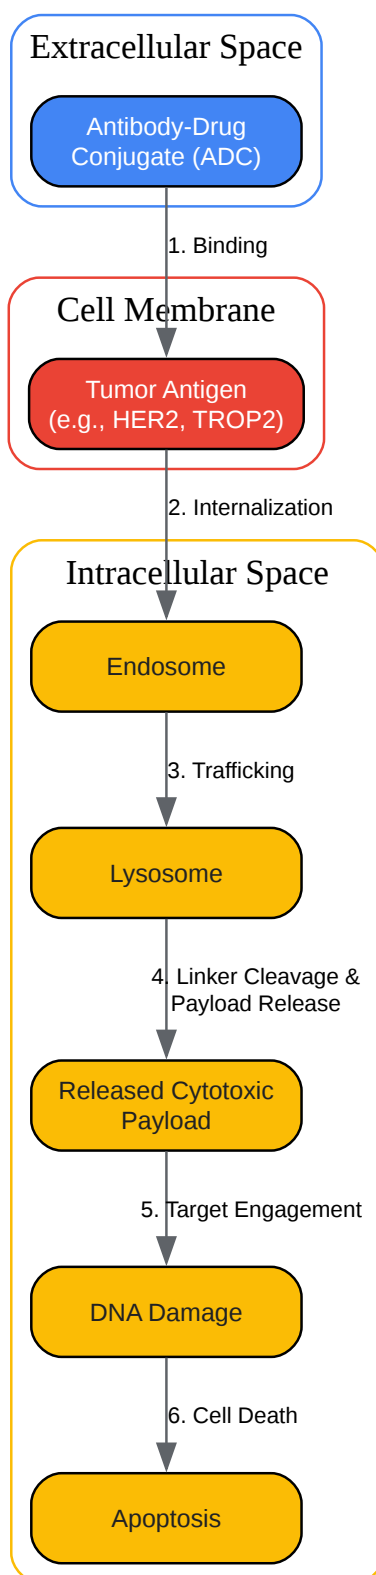 Extracellular Space
Antibody-Drug
Conjugate (ADC)
1. Binding
Cell Membrane
Tumor Antigen
(e.g., HER2, TROP2)
2. Internalization
Intracellular Space
Endosome
3. Trafficking
Lysosome
4. Linker Cleavage &
Payload Release
Released Cytotoxic
Payload
5. Target Engagement
DNA Damage
6. Cell Death
Apoptosis